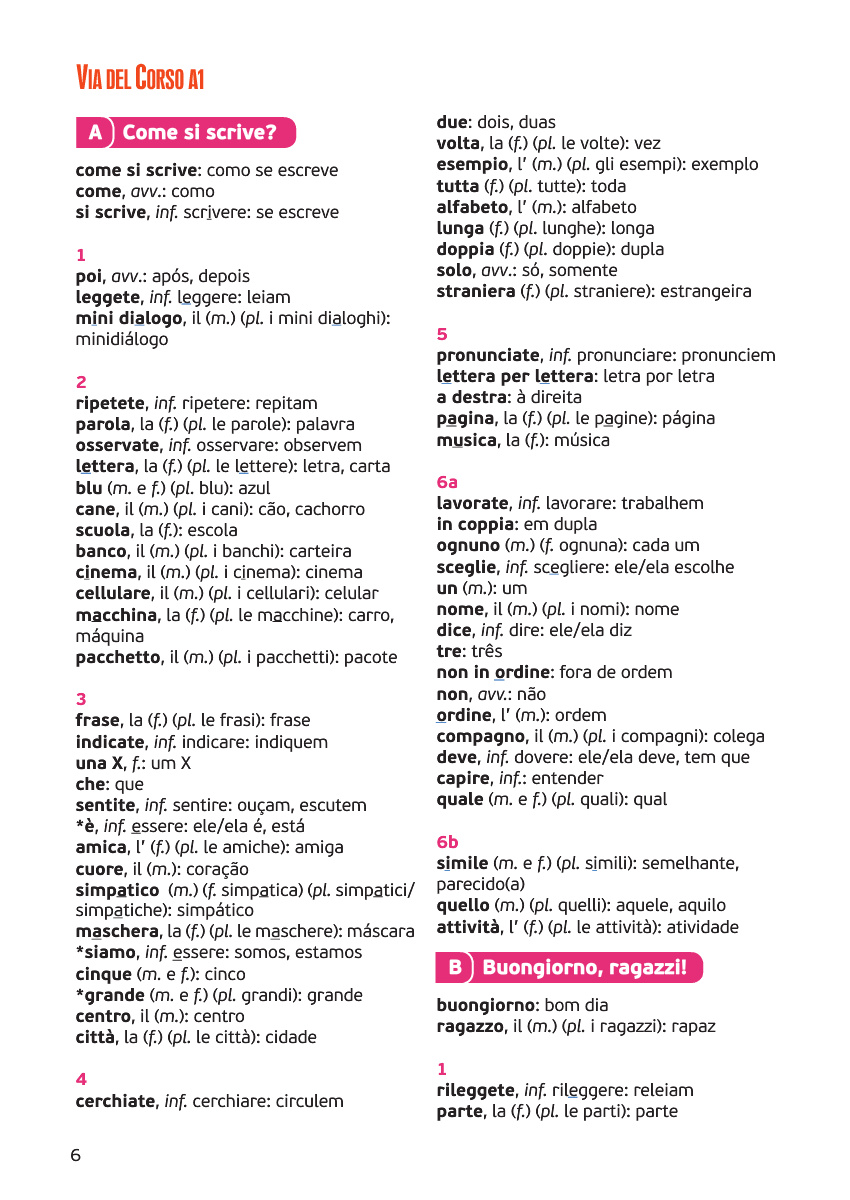 VIA DEL CORSO A1
A Come si scrive?
come si scrive: como se escreve
come, avv.: como
si scrive, inf. scrivere: se escreve
1
poi, avv.: após, depois
leggete, inf. leggere: leiam
mini dialogo, il (m.) (pl. i mini dialoghi):
minidiálogo
2
ripetete, inf. ripetere: repitam
parola, la (f.) (pl. le parole): palavra
osservate, inf. osservare: observem
lettera, la (f.) (pl. le lettere): letra, carta
blu (m. e f.) (pl. blu): azul
cane, il (m.) (pl. i cani): cão, cachorro
scuola, la (f.): escola
banco, il (m.) (pl. i banchi): carteira
cinema, il (m.) (pl. i cinema): cinema
cellulare, il (m.) (pl. i cellulari): celular
macchina, la (f.) (pl. le macchine): carro,
máquina
pacchetto, il (m.) (pl. i pacchetti): pacote
3
frase, la (f.) (pl. le frasi): frase
indicate, inf. indicare: indiquem
una X, f.: um X
che: que
sentite, inf. sentire: ouçam, escutem
*è, inf. essere: ele/ela é, está
amica, l’ (f.) (pl. le amiche): amiga
cuore, il (m.): coração
simpatico (m.) (f. simpatica) (pl. simpatici/
simpatiche): simpático
maschera, la (f.) (pl. le maschere): máscara
*siamo, inf. essere: somos, estamos
cinque (m. e f.): cinco
*grande (m. e f.) (pl. grandi): grande
centro, il (m.): centro
città, la (f.) (pl. le città): cidade
4
cerchiate, inf. cerchiare: circulem
due: dois, duas
volta, la (f.) (pl. le volte): vez
esempio, l’ (m.) (pl. gli esempi): exemplo
tutta (f.) (pl. tutte): toda
alfabeto, l’ (m.): alfabeto
lunga (f.) (pl. lunghe): longa
doppia (f.) (pl. doppie): dupla
solo, avv.: só, somente
straniera (f.) (pl. straniere): estrangeira
5
pronunciate, inf. pronunciare: pronunciem
lettera per lettera: letra por letra
a destra: à direita
pagina, la (f.) (pl. le pagine): página
musica, la (f.): música
6a
lavorate, inf. lavorare: trabalhem
in coppia: em dupla
ognuno (m.) (f. ognuna): cada um
sceglie, inf. scegliere: ele/ela escolhe
un (m.): um
nome, il (m.) (pl. i nomi): nome
dice, inf. dire: ele/ela diz
tre: três
non in ordine: fora de ordem
non, avv.: não
ordine, l’ (m.): ordem
compagno, il (m.) (pl. i compagni): colega
deve, inf. dovere: ele/ela deve, tem que
capire, inf.: entender
quale (m. e f.) (pl. quali): qual
6b
simile (m. e f.) (pl. simili): semelhante,
parecido(a)
quello (m.) (pl. quelli): aquele, aquilo
attività, l’ (f.) (pl. le attività): atividade
B Buongiorno, ragazzi!
buongiorno: bom dia
ragazzo, il (m.) (pl. i ragazzi): rapaz
1
rileggete, inf. rileggere: releiam
parte, la (f.) (pl. le parti): parte
6